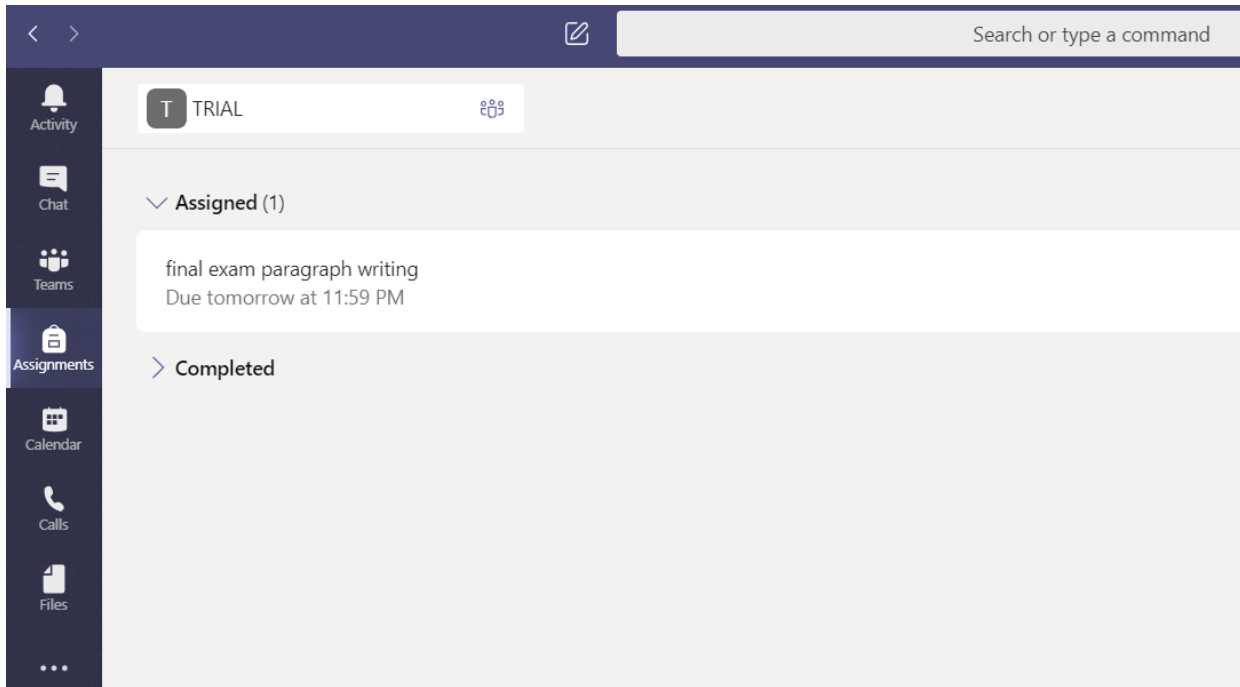 Search or type a command
Activity
Chat
Teams
Assignments
Calendar
Calls
Files
T TRIAL
Assigned (1)
final exam paragraph writing
Due tomorrow at 11:59 PM
Completed